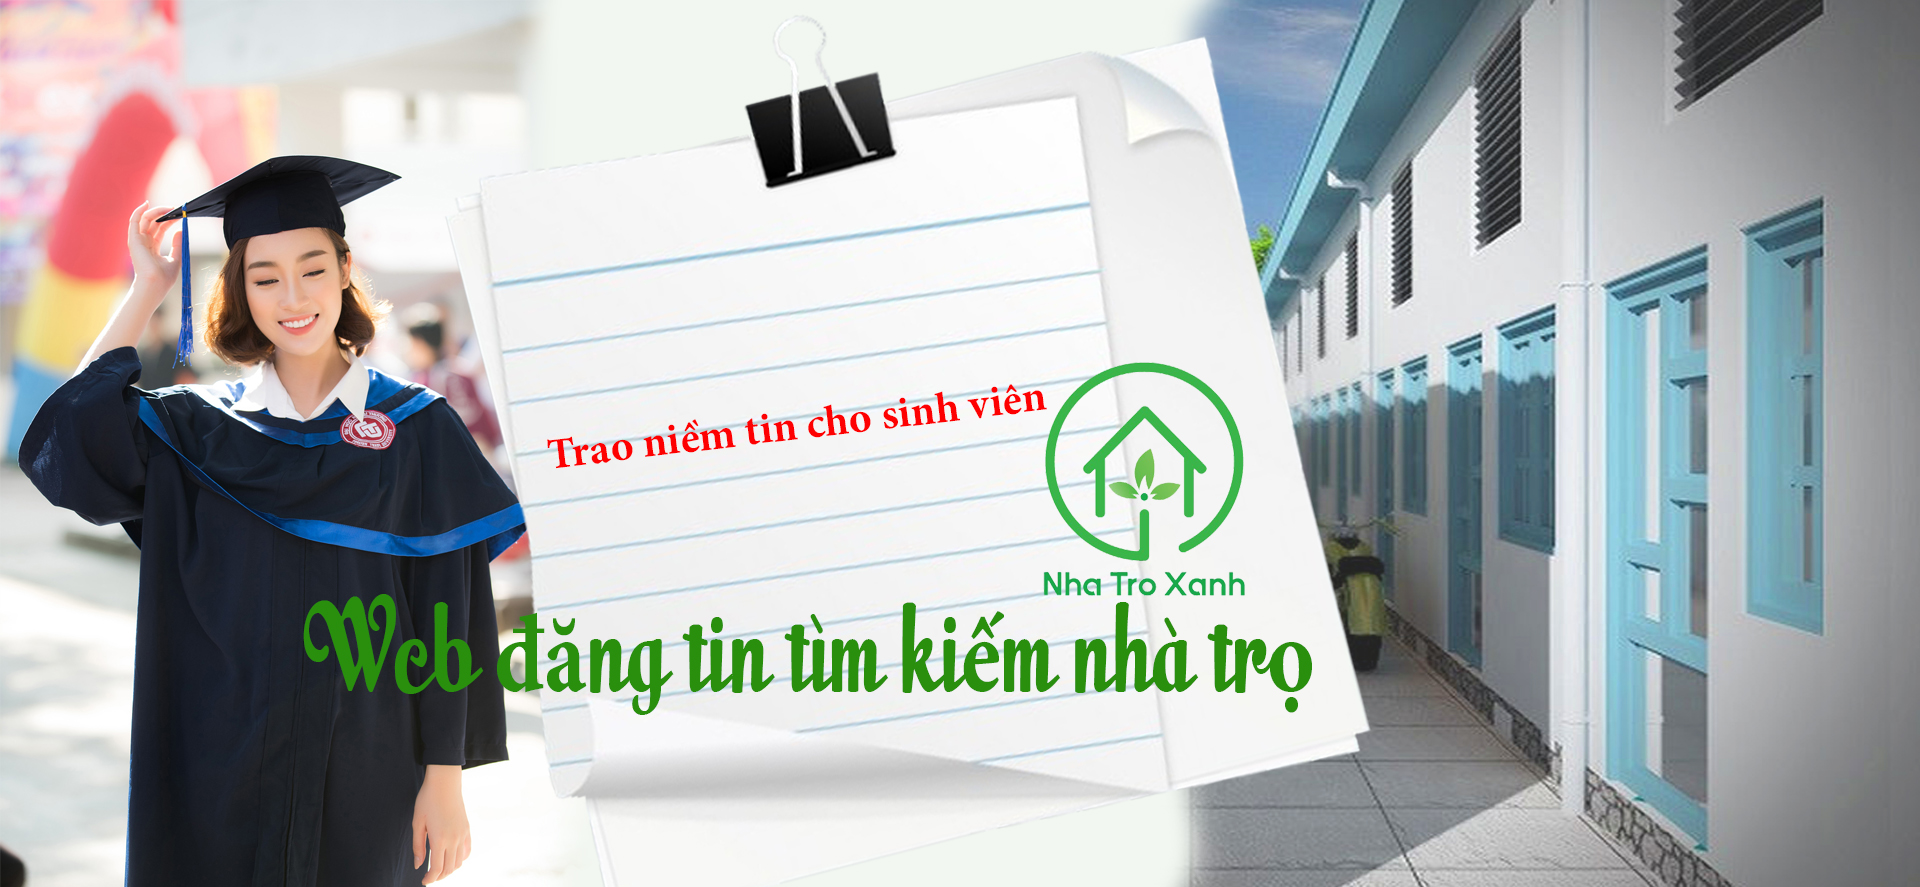 Trao niềm tin cho sinh viên
Nha Tro Xanh
Web đăng tin tìm kiếm nhà trọ